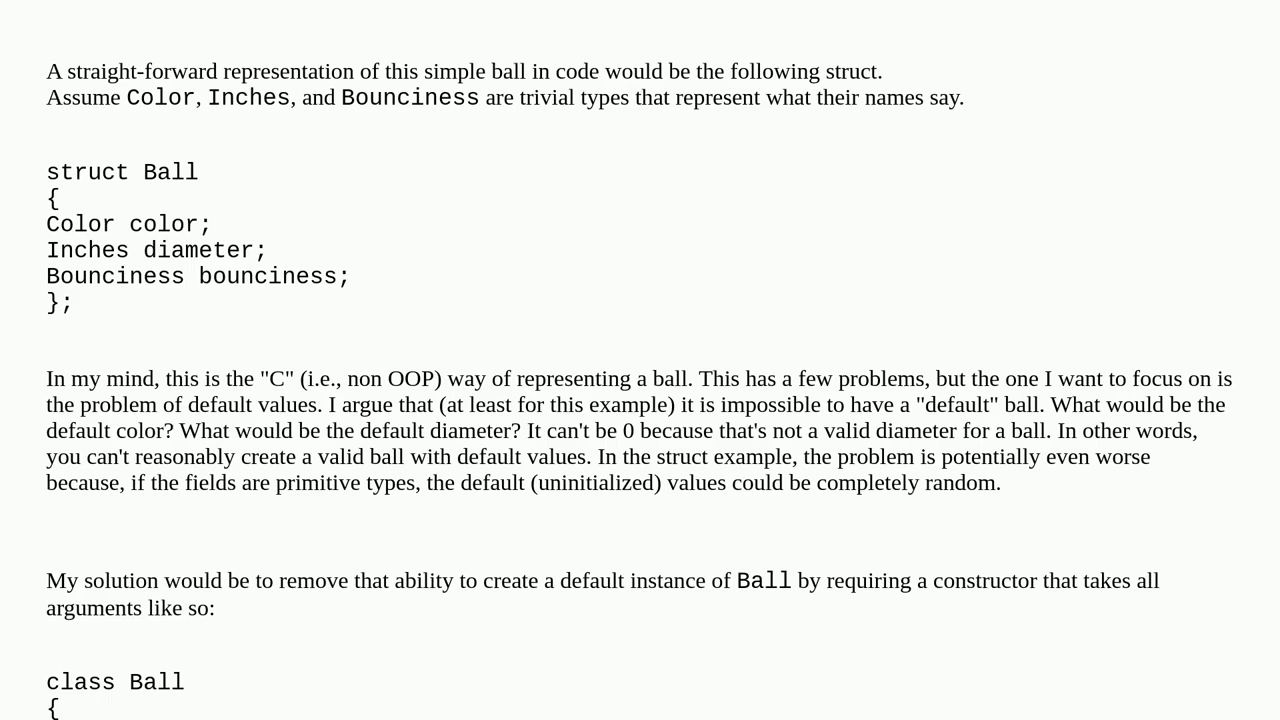 A straight-forward representation of this simple ball in code would be the following struct.
Assume Color, Inches, and Bounciness are trivial types that represent what their names say.
struct Ball
{
Color color;
Inches diameter;
Bounciness bounciness;
};
In my mind, this is the "C" (i.e., non OOP) way of representing a ball. This has a few problems, but the one I want to focus on is
the problem of default values. I argue that (at least for this example) it is impossible to have a "default" ball. What would be the
default color? What would be the default diameter? It can't be 0 because that's not a valid diameter for a ball. In other words,
you can't reasonably create a valid ball with default values. In the struct example, the problem is potentially even worse
because, if the fields are primitive types, the default (uninitialized) values could be completely random.
My solution would be to remove that ability to create a default instance of Ball by requiring a constructor that takes all
arguments like so:
class Ball
{